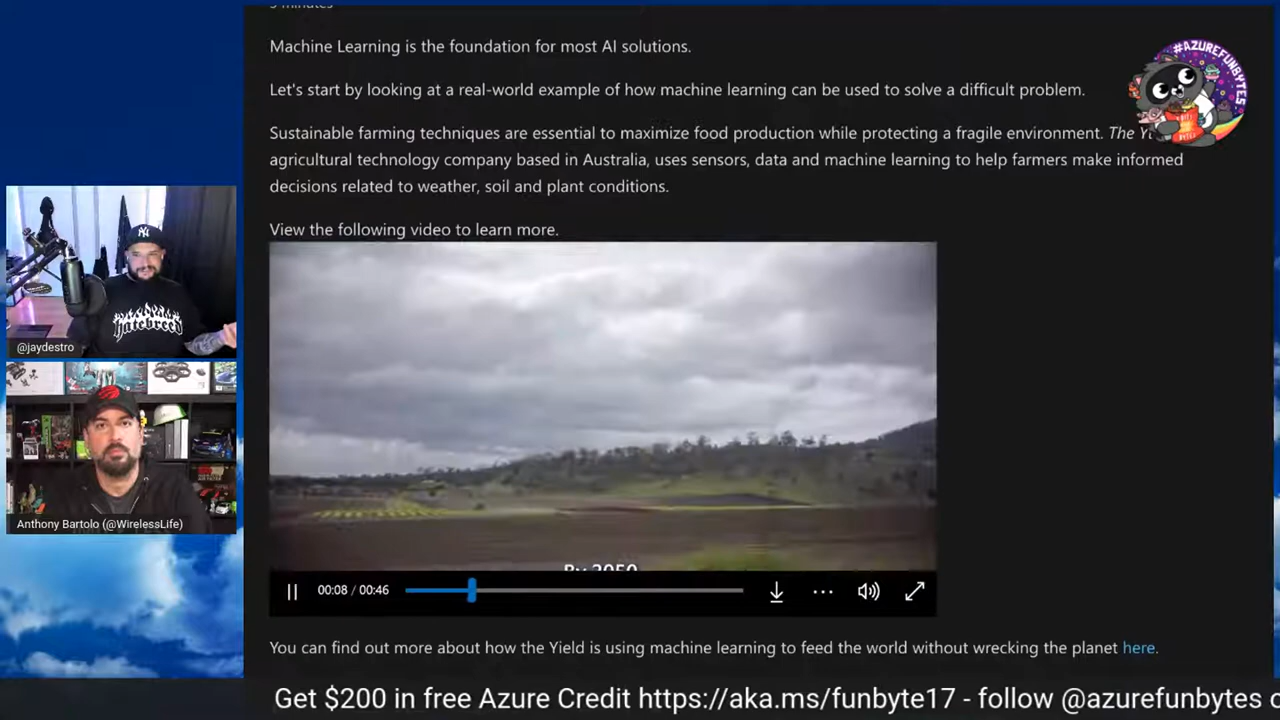 5 minutes
Machine Learning is the foundation for most AI solutions.
#AZUREFUNBYTES
Let's start by looking at a real-world example of how machine learning can be used to solve a difficult problem.
Sustainable farming techniques are essential to maximize food production while protecting a fragile environment. The
agricultural technology company based in Australia, uses sensors, data and machine learning to help farmers make informed
decisions related to weather, soil and plant conditions.
View the following video to learn more.
hatebreed
@jaydestro
Anthony Bartolo (@WirelessLife)
By 2050
00:08 / 00:46
You can find out more about how the Yield is using machine learning to feed the world without wrecking the planet here.
Get $200 in free Azure Credit https://aka.ms/funbyte17 - follow @azurefunbytes